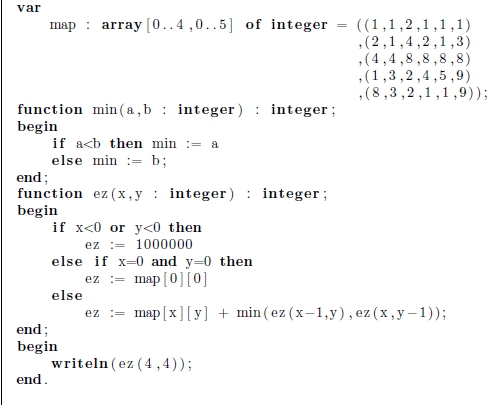 var
map : array[0..4,0..5] of integer = ((1,1,2,1,1,1)
,(2,1,4,2,1,3)
,(4,4,8,8,8,8)
,(1,3,2,4,5,9)
,(8,3,2,1,1,9));
function min(a,b : integer) : integer;
begin
if a<b then min := a
else min := b;
end;
function ez(x,y : integer) : integer;
begin
if x<0 or y<0 then
ez := 1000000
else if x=0 and y=0 then
ez := map[0][0]
else
ez := map[x][y] + min(ez(x-1,y),ez(x,y-1));
end;
begin
writeln(ez(4,4));
end.